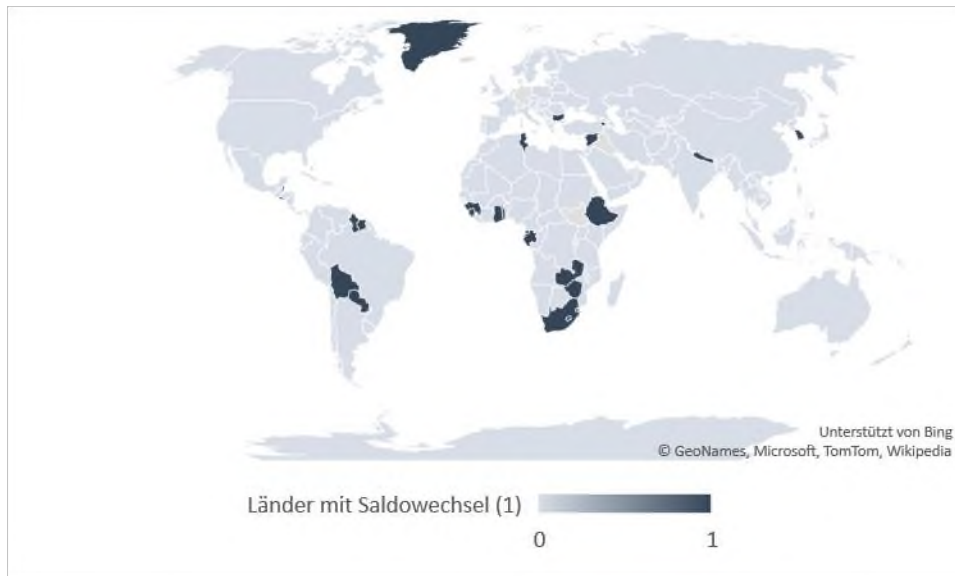 Unterstützt von Bing
© GeoNames, Microsoft, TomTom, Wikipedia
Länder mit Saldowechsel (1)
0 1